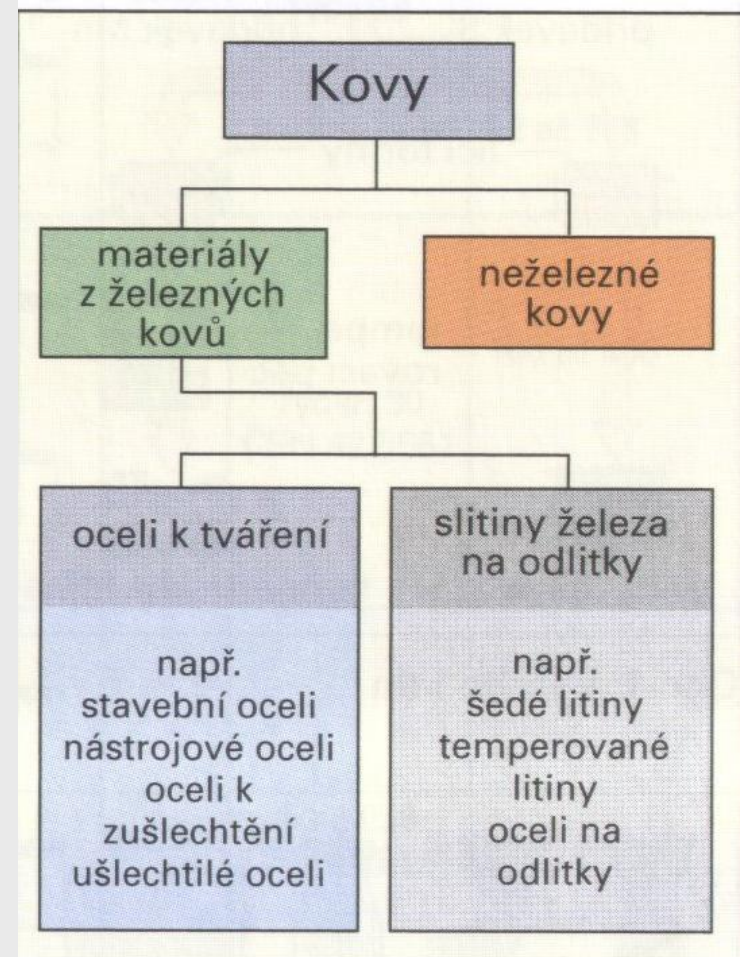 Kovy
materiály
z železných
kovů
neželezné
kovy
oceli k tváření
slitiny železa
na odlitky
např.
stavební oceli
nástrojové oceli
oceli k
zušlechtění
ušlechtilé oceli
např.
šedé litiny
temperované
litiny
oceli na
odlitky